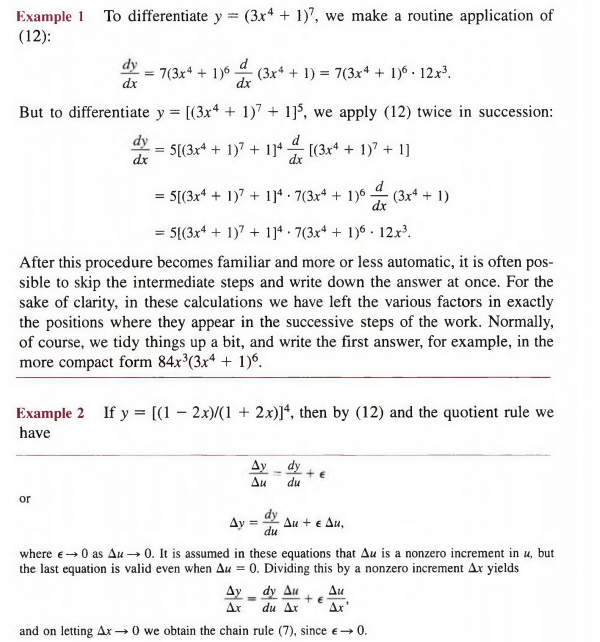 Example 1 To differentiate y = (3x⁴ + 1)⁷, we make a routine application of
(12):
dy/dx = 7(3x⁴ + 1)⁶ d/dx (3x⁴ + 1) = 7(3x⁴ + 1)⁶ · 12x³.
But to differentiate y = [(3x⁴ + 1)⁷ + 1]⁵, we apply (12) twice in succession:
dy/dx = 5[(3x⁴ + 1)⁷ + 1]⁴ d/dx [(3x⁴ + 1)⁷ + 1]
= 5[(3x⁴ + 1)⁷ + 1]⁴ · 7(3x⁴ + 1)⁶ d/dx (3x⁴ + 1)
= 5[(3x⁴ + 1)⁷ + 1]⁴ · 7(3x⁴ + 1)⁶ · 12x³.
After this procedure becomes familiar and more or less automatic, it is often pos-
sible to skip the intermediate steps and write down the answer at once. For the
sake of clarity, in these calculations we have left the various factors in exactly
the positions where they appear in the successive steps of the work. Normally,
of course, we tidy things up a bit, and write the first answer, for example, in the
more compact form 84x³(3x⁴ + 1)⁶.
Example 2 If y = [(1 − 2x)/(1 + 2x)]⁴, then by (12) and the quotient rule we
have
Δy/Δu = dy/du + ϵ
or
Δy = dy/du Δu + ϵ Δu,
where ϵ → 0 as Δu → 0. It is assumed in these equations that Δu is a nonzero increment in u, but
the last equation is valid even when Δu = 0. Dividing this by a nonzero increment Δx yields
Δy/Δx = dy/du Δu/Δx + ϵ Δu/Δx,
and on letting Δx → 0 we obtain the chain rule (7), since ϵ → 0.